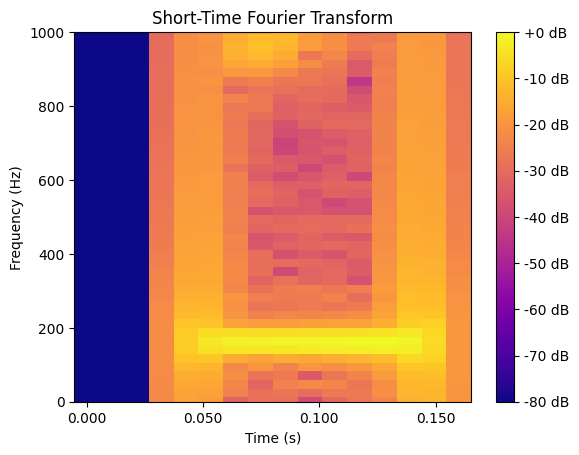 Short-Time Fourier Transform
Frequency (Hz)
1000
800
600
400
200
0
0.000
0.050
0.100
0.150
Time (s)
+0 dB
-10 dB
-20 dB
-30 dB
-40 dB
-50 dB
-60 dB
-70 dB
-80 dB